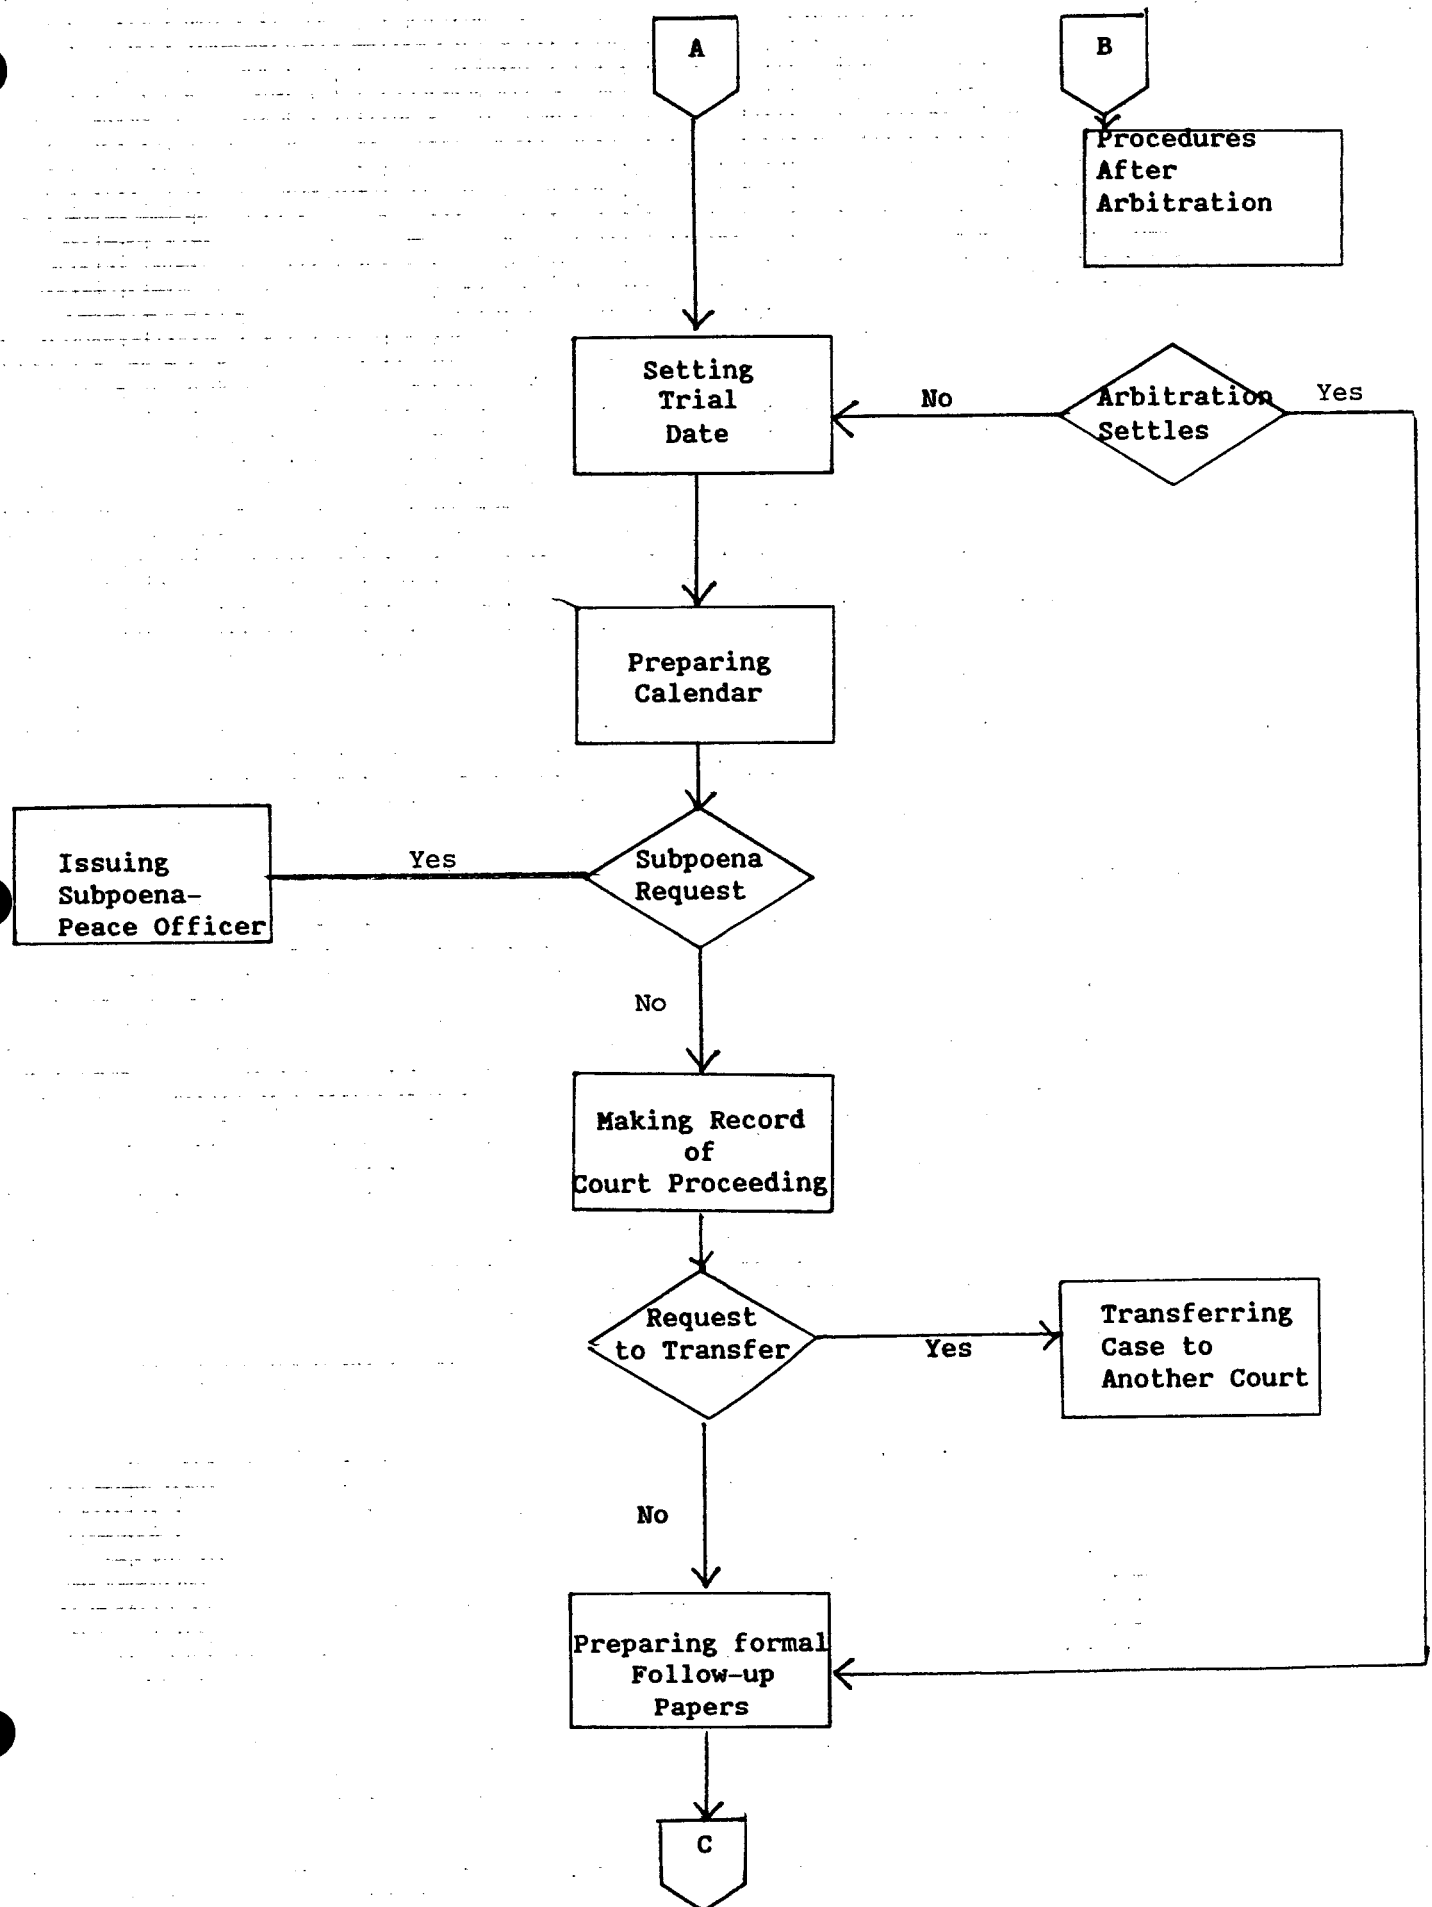 A
B
Procedures
After
Arbitration
Setting
Trial
Date
No
Arbitration
Settles
Yes
Preparing
Calendar
Issuing
Subpoena-
Peace Officer
Yes
Subpoena
Request
No
Making Record
of
Court Proceeding
Request
to Transfer
Yes
Transferring
Case to
Another Court
No
Preparing formal
Follow-up
Papers
C